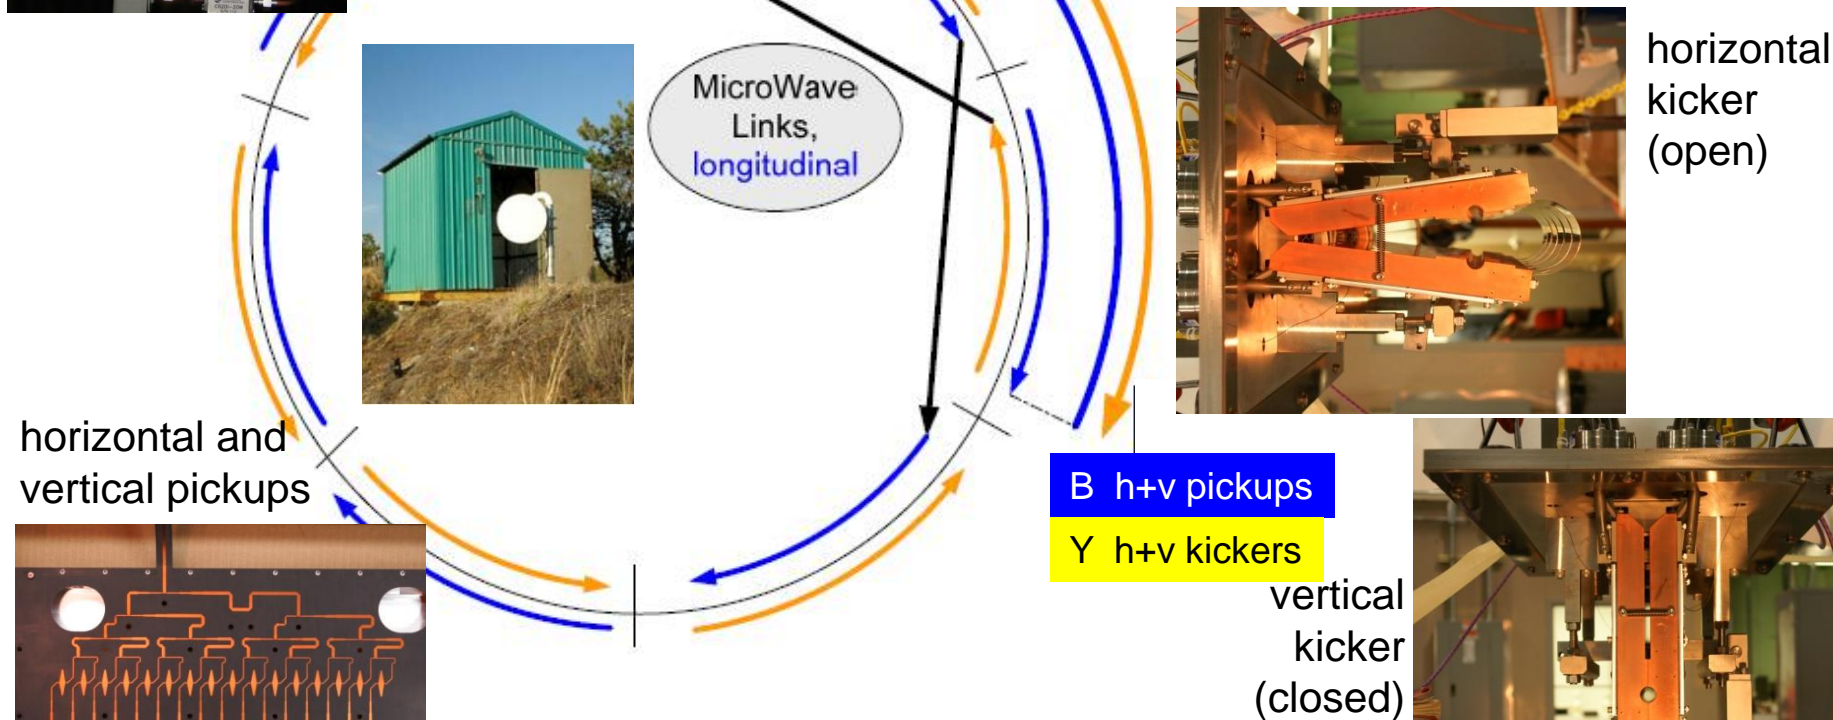 horizontal
kicker
(open)
MicroWave
Links,
longitudinal
horizontal and
vertical pickups
B h+v pickups
Y h+v kickers
vertical
kicker
(closed)